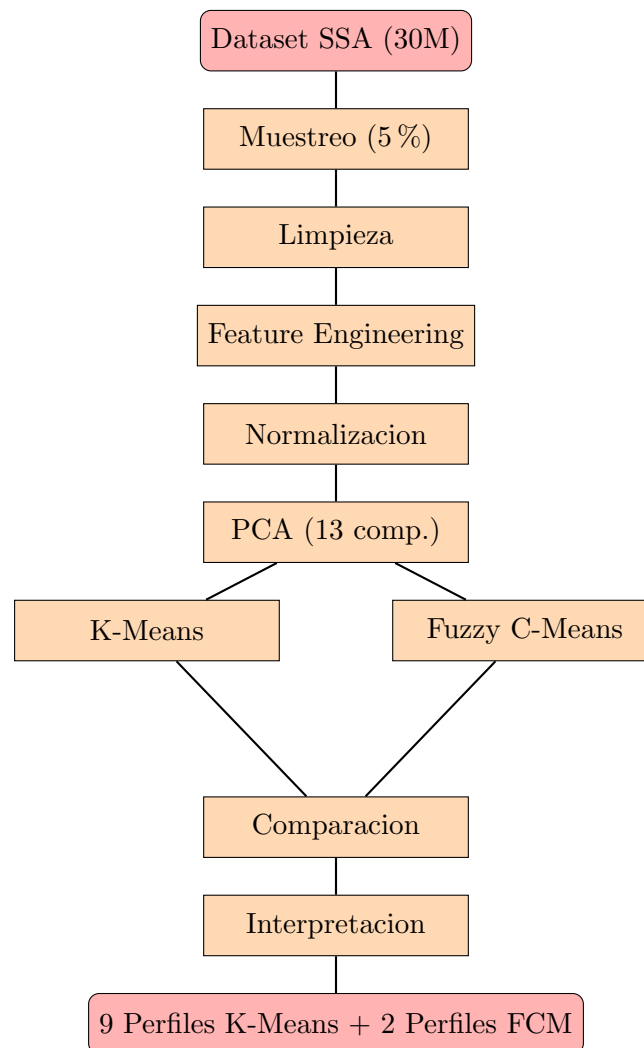 Dataset SSA (30M)
Muestreo (5 %)
Limpieza
Feature Engineering
Normalizacion
PCA (13 comp.)
K-Means
Fuzzy C-Means
Comparacion
Interpretacion
9 Perfiles K-Means + 2 Perfiles FCM